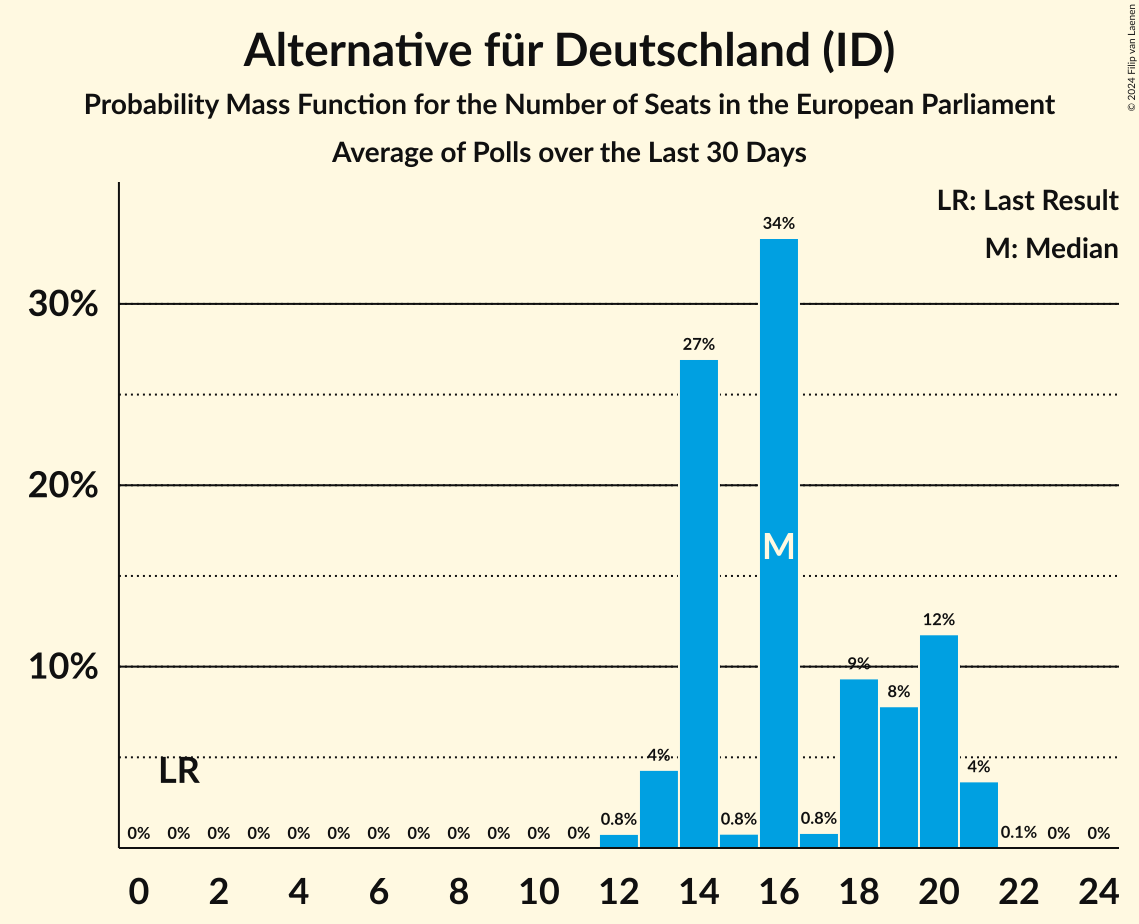 Alternative für Deutschland (ID)
Probability Mass Function for the Number of Seats in the European Parliament
Average of Polls over the Last 30 Days
© 2024 Filip van Laenen
LR: Last Result
M: Median
34%
30%
27%
20%
M
12%
10%
9%
8%
4%
4%
LR
0% 0% 0% 0% 0% 0% 0% 0% 0% 0% 0% 0% 0.8% 0.8% 0.8% 0.1% 0% 0%
0 2 4 6 8 10 12 14 16 18 20 22 24